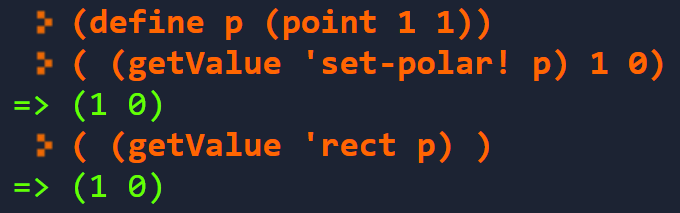 (define p (point 1 1))
( (getValue 'set-polar! p) 1 0)
=> (1 0)
( (getValue 'rect p) )
=> (1 0)